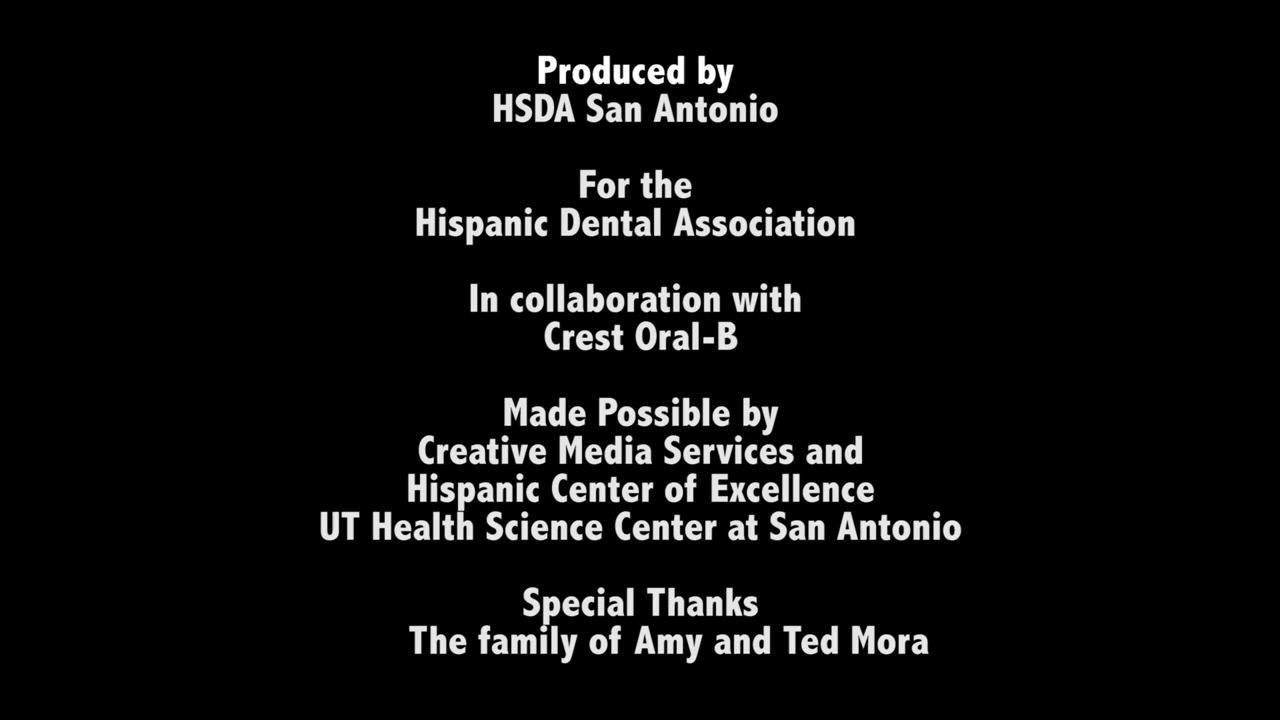 Produced by
HSDA San Antonio
For the
Hispanic Dental Association
In collaboration with
Crest Oral-B
Made Possible by
Creative Media Services and
Hispanic Center of Excellence
UT Health Science Center at San Antonio
Special Thanks
The family of Amy and Ted Mora